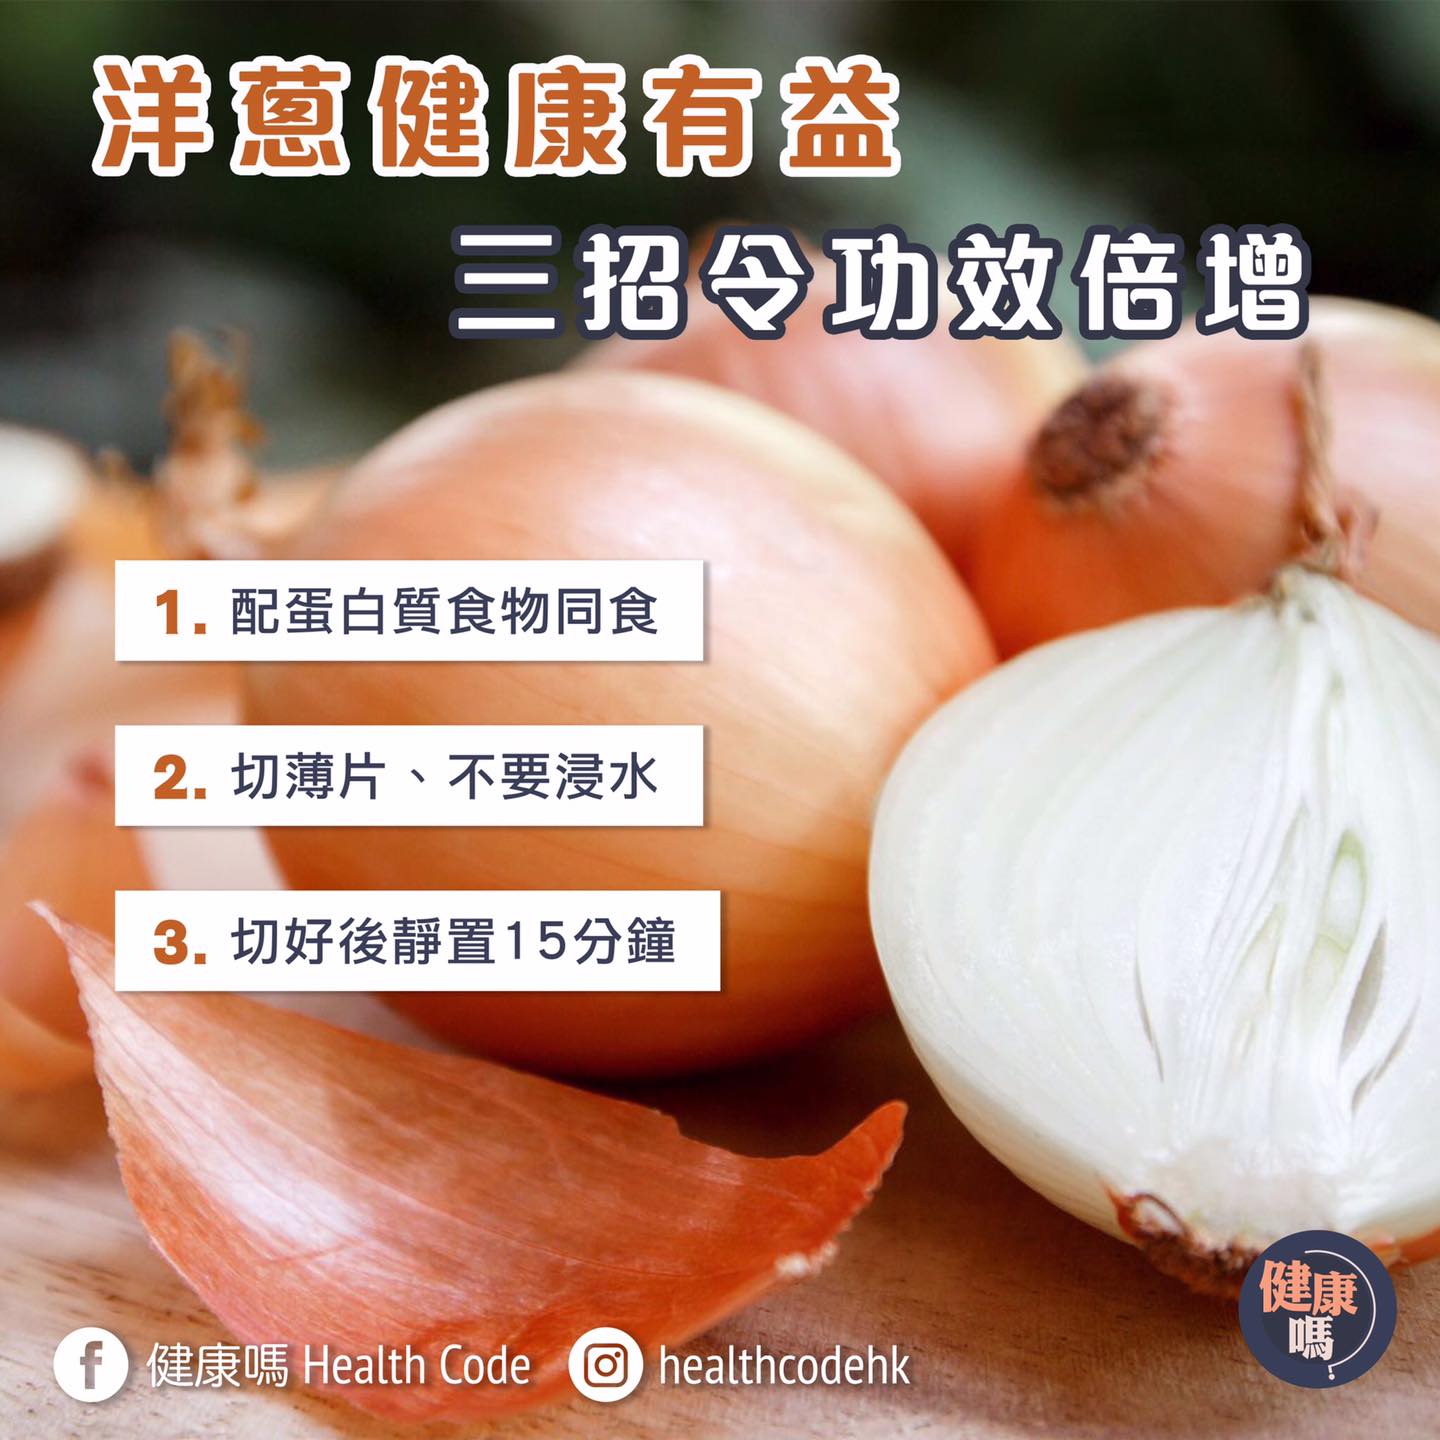 洋蔥健康有益
三招令功效倍增
1. 配蛋白質食物同食
2. 切薄片、不要浸水
3. 切好後靜置15分鐘
健康嗎 Health Code
healthcodehk
健康
嗎?